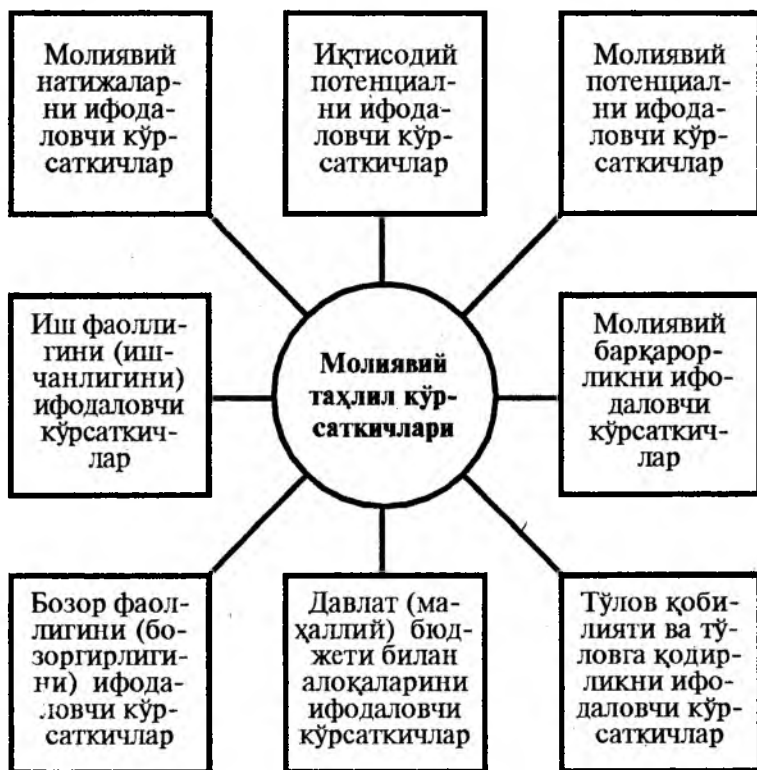 Молиявий
натижалар-
ни ифода-
ловчи кўр-
саткичлар
Иқтисодий
потенциал-
ни ифода-
ловчи кўр-
саткичлар
Молиявий
потенциал-
ни ифода-
ловчи кўр-
саткичлар
Иш фаолли-
гини (иш-
чанлигини)
ифодаловчи
кўрсаткич-
лар
Молиявий
таҳлил кўр-
саткичлари
Молиявий
барқарор-
ликни ифо-
даловчи
кўрсаткич-
лар
Бозор фаол-
лигини (бо-
зоргирлиги-
ни) ифода-
ловчи кўр-
саткичлар
Давлат (ма-
ҳаллий) бюд-
жети билан
алоқаларини
ифодаловчи
кўрсаткичлар
Тўлов қоби-
лияти ва тў-
ловга қодир-
ликни ифо-
даловчи кўр-
саткичлар